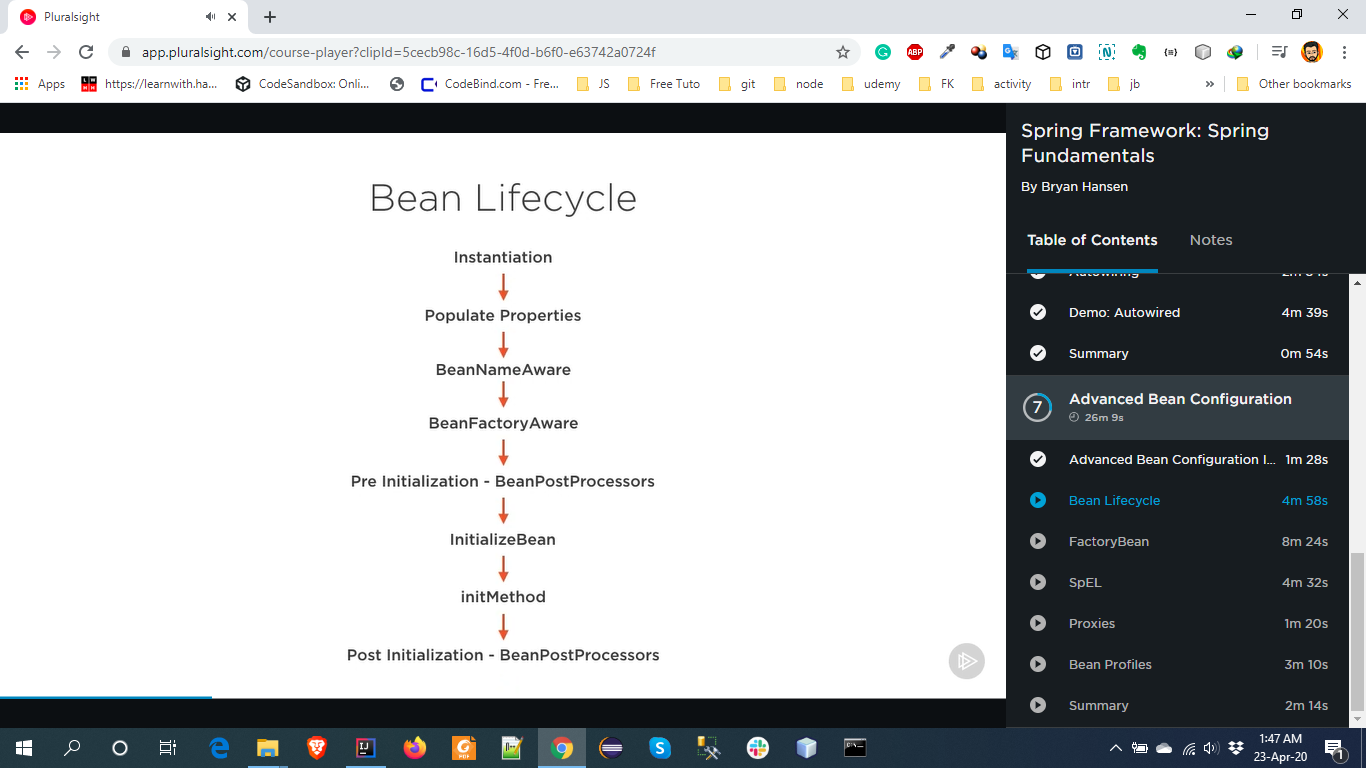 Pluralsight
app.pluralsight.com/course-player?clipId=5cecb98c-16d5-4f0d-b6f0-e63742a0724f
ABP
Apps https://learnwith.ha... CodeSandbox: Onli... CodeBind.com - Fre... JS Free Tuto git node udemy FK activity intr jb » Other bookmarks
Spring Framework: Spring
Fundamentals
By Bryan Hansen
Table of Contents Notes
Bean Lifecycle
Instantiation
Populate Properties
BeanNameAware
BeanFactoryAware
Pre Initialization - BeanPostProcessors
InitializeBean
initMethod
Post Initialization - BeanPostProcessors
Demo: Autowired 4m 39s
Summary 0m 54s
7 Advanced Bean Configuration
26m 9s
Advanced Bean Configuration I... 1m 28s
Bean Lifecycle 4m 58s
FactoryBean 8m 24s
SpEL 4m 32s
Proxies 1m 20s
Bean Profiles 3m 10s
Summary 2m 14s
1:47 AM
23-Apr-20
1